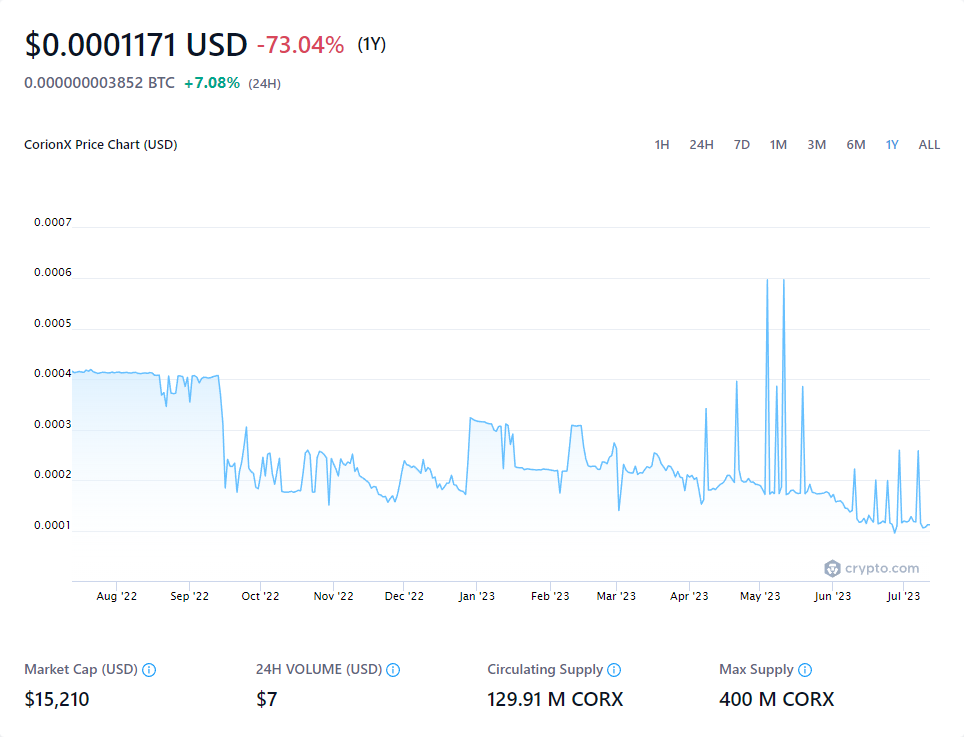 $0.0001171 USD -73.04% (1Y)
0.000000003852 BTC +7.08% (24H)
CorionX Price Chart (USD) 1H 24H 7D 1M 3M 6M 1Y ALL
0.0007
0.0006
0.0005
0.0004
0.0003
0.0002
0.0001
crypto.com
Aug '22 Sep '22 Oct '22 Nov '22 Dec '22 Jan '23 Feb '23 Mar '23 Apr '23 May '23 Jun '23 Jul '23
Market Cap (USD) 24H VOLUME (USD) Circulating Supply Max Supply
$15,210 $7 129.91 M CORX 400 M CORX